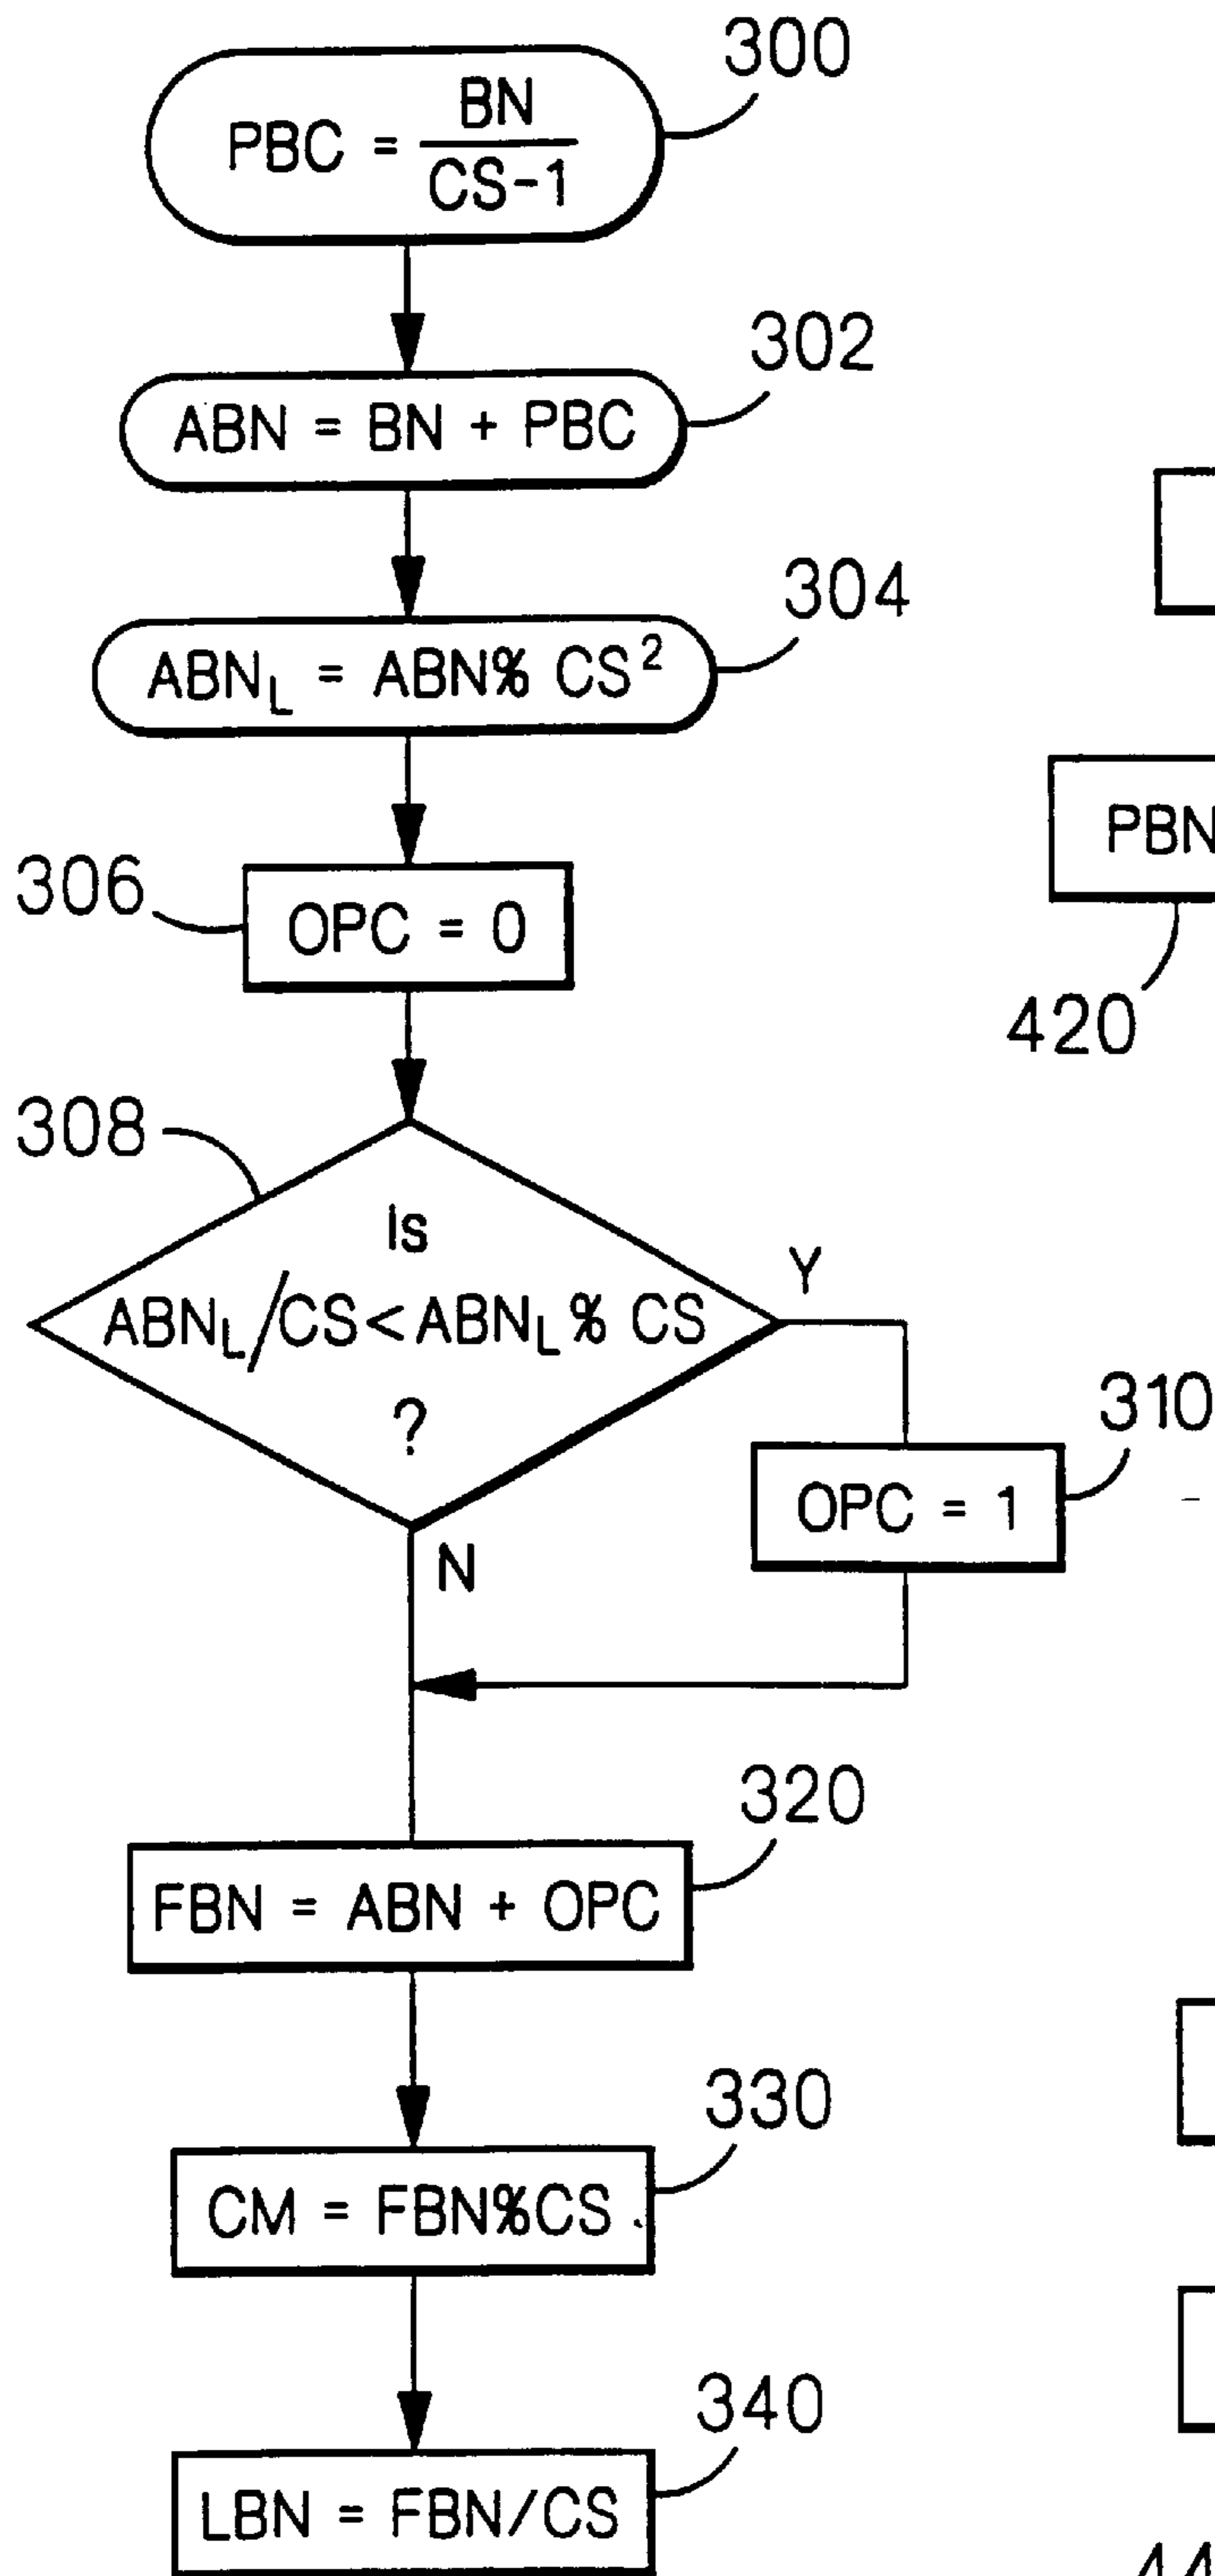 300
PBC = BN / CS-1
302
ABN = BN + PBC
304
ABN_L = ABN% CS²
306
OPC = 0
308
Is
ABN_L/CS<ABN_L% CS
?
Y
N
310
OPC = 1
320
FBN = ABN + OPC
330
CM = FBN%CS
340
LBN = FBN/CS
PBN
420